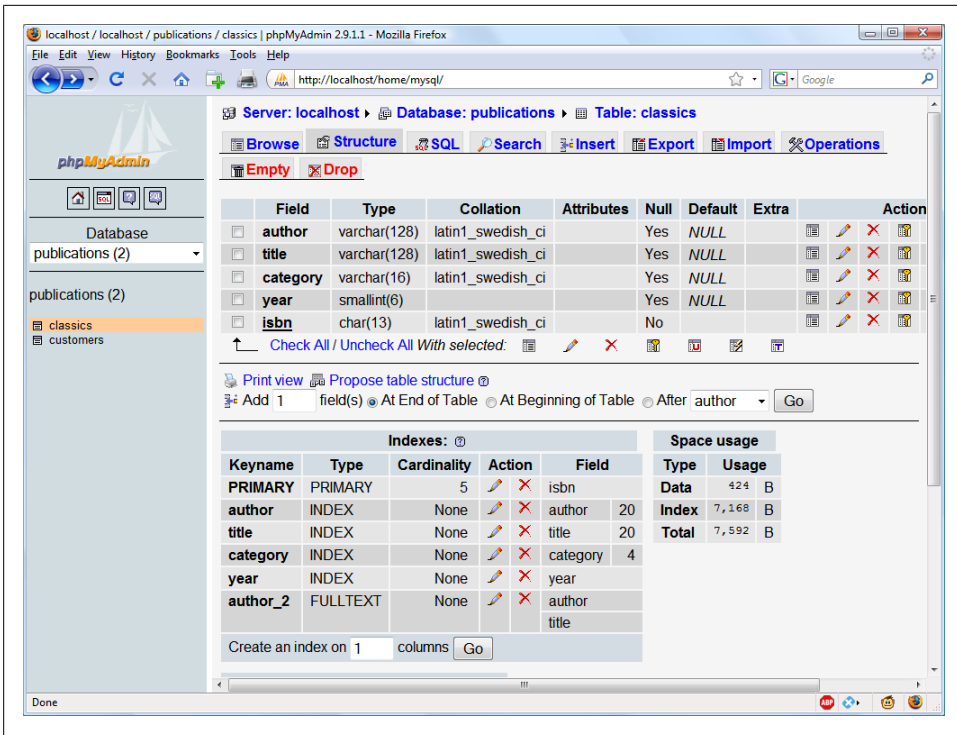 localhost / localhost / publications / classics | phpMyAdmin 2.9.1.1 - Mozilla Firefox
File Edit View History Bookmarks Tools Help
http://localhost/home/mysql/
Google
phpMyAdmin
SQL
Database
publications (2)
publications (2)
classics
customers
Server: localhost Database: publications Table: classics
Browse Structure SQL Search Insert Export Import Operations
Empty Drop
Field Type Collation Attributes Null Default Extra Action
author varchar(128) latin1_swedish_ci Yes NULL
title varchar(128) latin1_swedish_ci Yes NULL
category varchar(16) latin1_swedish_ci Yes NULL
year smallint(6) Yes NULL
isbn char(13) latin1_swedish_ci No
Check All / Uncheck All With selected:
Print view Propose table structure
Add 1 field(s) At End of Table At Beginning of Table After author Go
Indexes:
Keyname Type Cardinality Action Field
PRIMARY PRIMARY 5 isbn
author INDEX None author 20
title INDEX None title 20
category INDEX None category 4
year INDEX None year
author_2 FULLTEXT None author
title
Create an index on 1 columns Go
Space usage
Type Usage
Data 424 B
Index 7,168 B
Total 7,592 B
Done
ABP